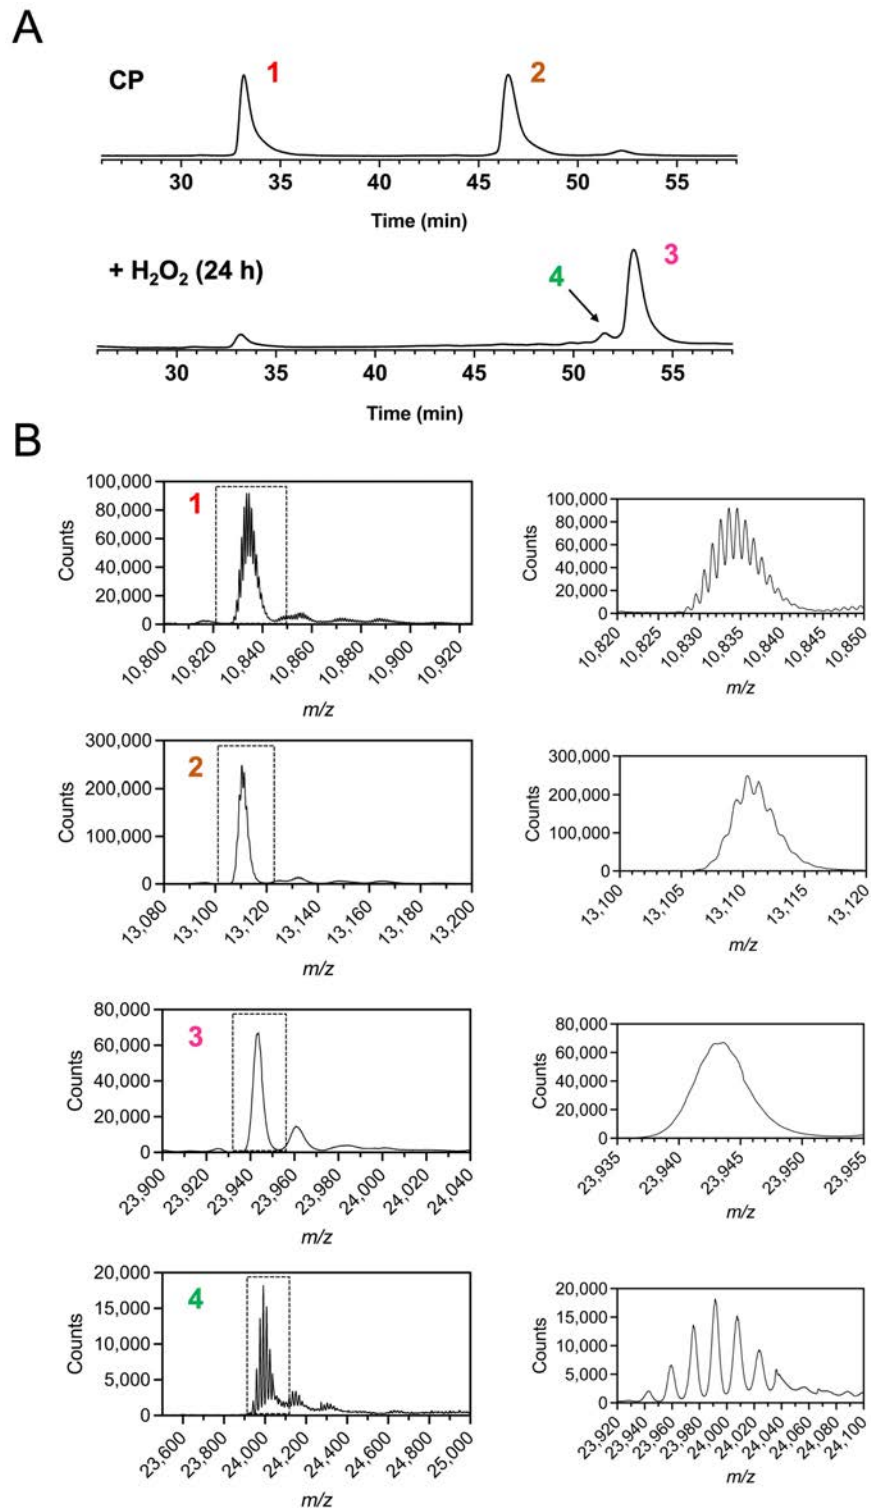 A
CP
1
2
30 35 40 45 50 55
Time (min)
+ H₂O₂ (24 h)
4
3
30 35 40 45 50 55
Time (min)
B
1
Counts
100,000
80,000
60,000
40,000
20,000
0
10,800 10,820 10,840 10,860 10,880 10,900 10,920
m/z
Counts
100,000
80,000
60,000
40,000
20,000
0
10,820 10,825 10,830 10,835 10,840 10,845 10,850
m/z
2
Counts
300,000
200,000
100,000
0
13,080 13,100 13,120 13,140 13,160 13,180 13,200
m/z
Counts
300,000
200,000
100,000
0
13,100 13,105 13,110 13,115 13,120
m/z
3
Counts
80,000
60,000
40,000
20,000
0
23,900 23,920 23,940 23,960 23,980 24,000 24,020 24,040
m/z
Counts
80,000
60,000
40,000
20,000
0
23,935 23,940 23,945 23,950 23,955
m/z
4
Counts
20,000
15,000
10,000
5,000
0
23,600 23,800 24,000 24,200 24,400 24,600 24,800 25,000
m/z
Counts
20,000
15,000
10,000
5,000
0
23,920 23,940 23,960 23,980 24,000 24,020 24,040 24,060 24,080 24,100
m/z